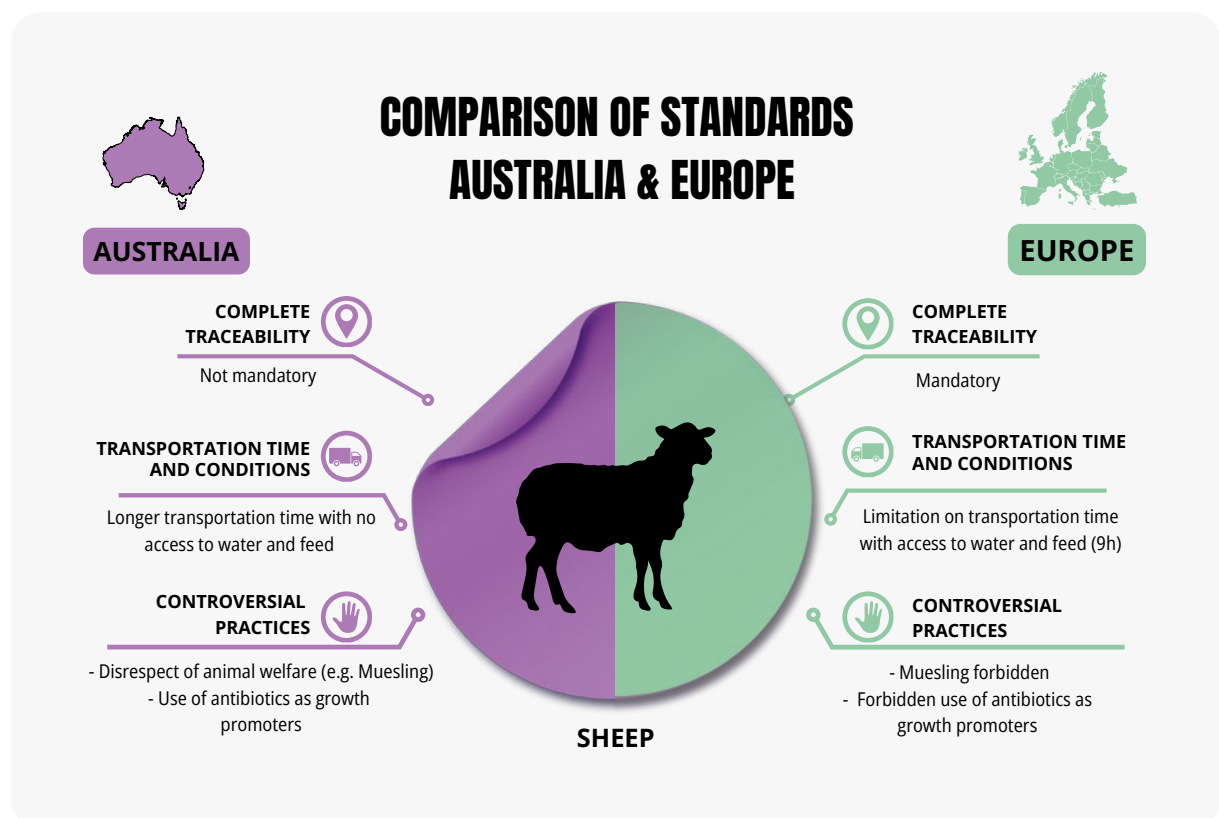 COMPARISON OF STANDARDS
AUSTRALIA & EUROPE
AUSTRALIA
COMPLETE
TRACEABILITY
Not mandatory
TRANSPORTATION TIME
AND CONDITIONS
Longer transportation time with no
access to water and feed
CONTROVERSIAL
PRACTICES
- Disrespect of animal welfare (e.g. Muesling)
- Use of antibiotics as growth
promoters
EUROPE
COMPLETE
TRACEABILITY
Mandatory
TRANSPORTATION TIME
AND CONDITIONS
Limitation on transportation time
with access to water and feed (9h)
CONTROVERSIAL
PRACTICES
- Muesling forbidden
- Forbidden use of antibiotics as
growth promoters
SHEEP